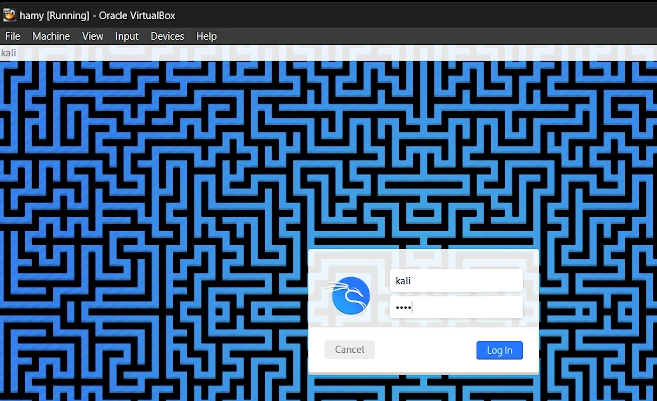 hamy [Running] - Oracle VirtualBox
File Machine View Input Devices Help
kali
kali
••••
Cancel
Log In